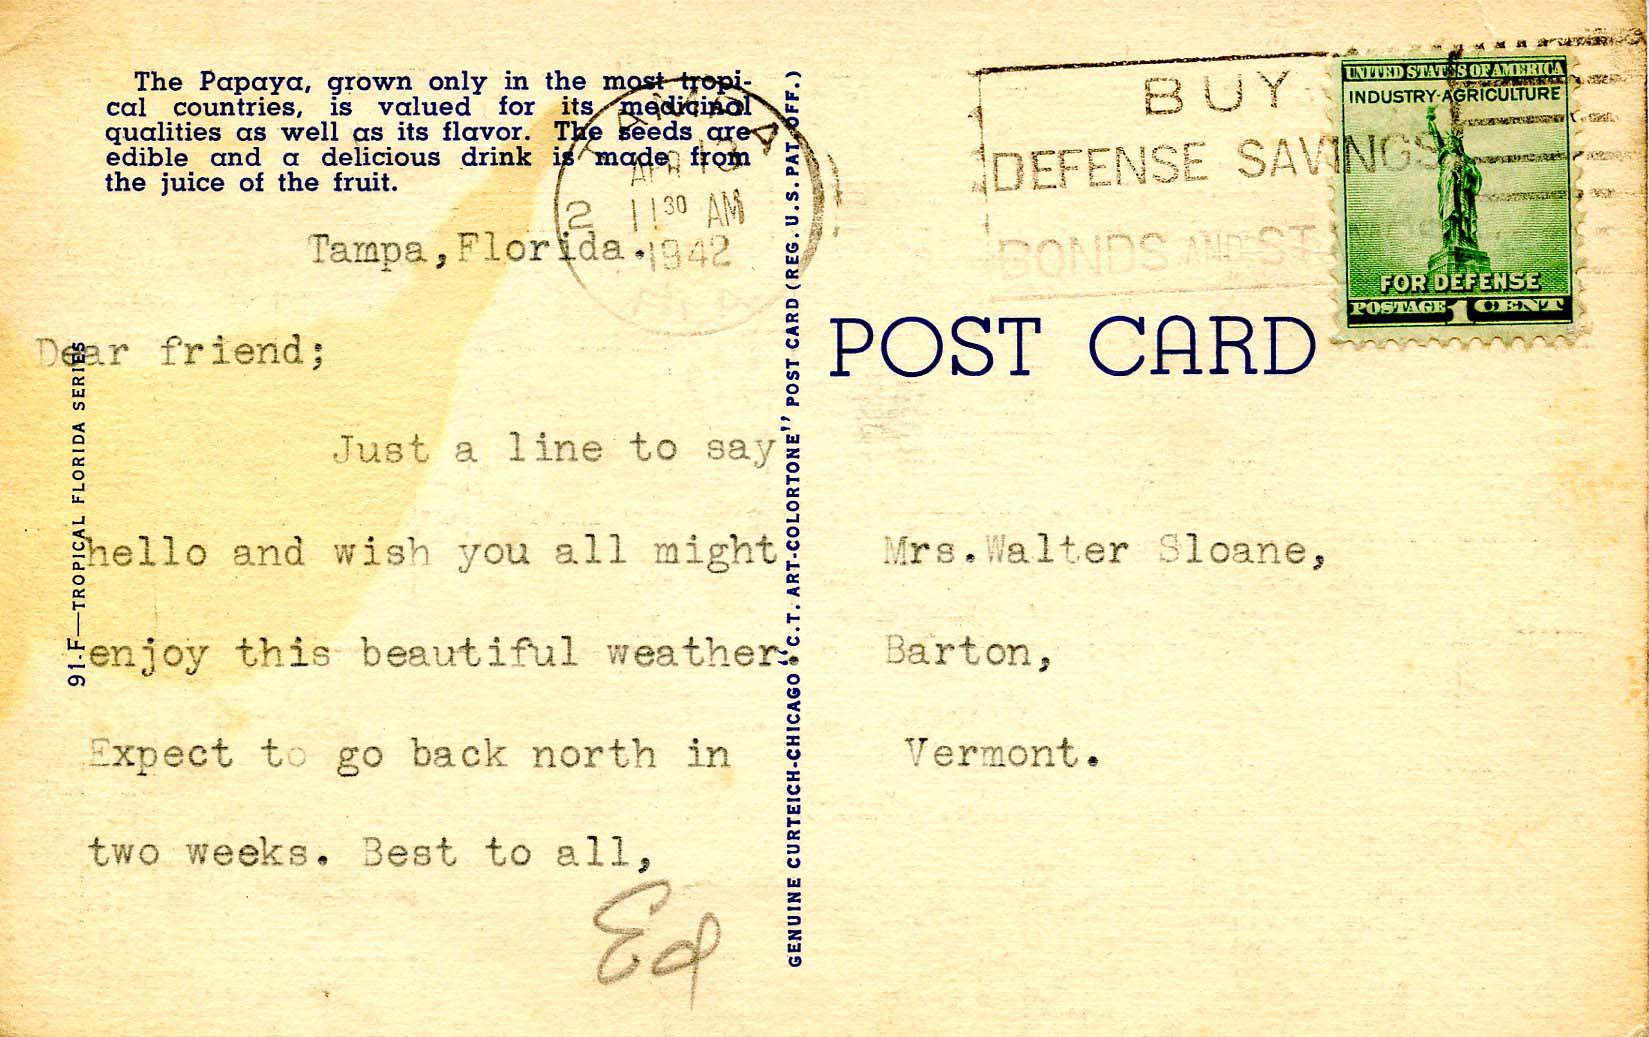 The Papaya, grown only in the most tropi-
cal countries, is valued for its medicinal
qualities as well as its flavor. The seeds are
edible and a delicious drink is made from
the juice of the fruit.
TAMPA
APR 13
2 11 30 AM
1942
BUY
DEFENSE SAVINGS
BONDS AND ST
UNITED STATES OF AMERICA
INDUSTRY·AGRICULTURE
FOR DEFENSE
POSTAGE 1 CENT
Tampa,Florida.
Dear friend;
Just a line to say
hello and wish you all might
enjoy this beautiful weather.
Expect to go back north in
two weeks. Best to all,
Ed
91-F—TROPICAL FLORIDA SERIES
GENUINE CURTEICH-CHICAGO "C.T. ART-COLORTONE" POST CARD (REG. U.S. PAT. OFF.)
POST CARD
Mrs.Walter Sloane,
Barton,
Vermont.